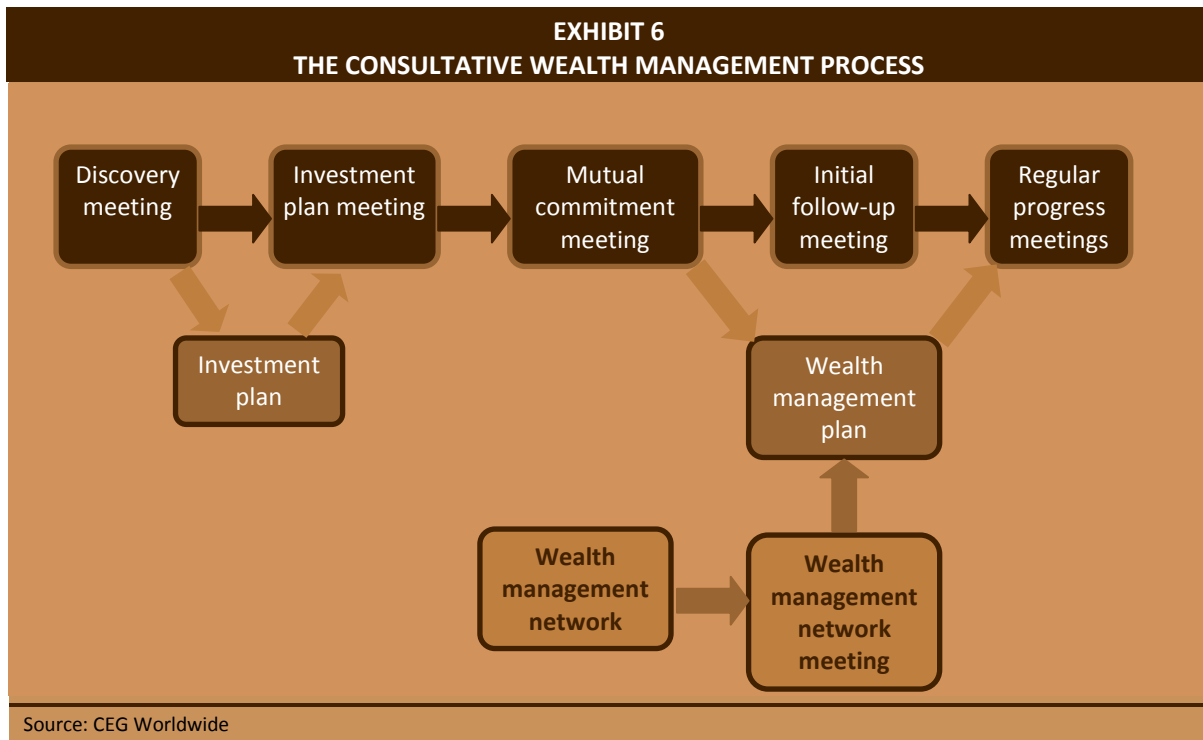 EXHIBIT 6
THE CONSULTATIVE WEALTH MANAGEMENT PROCESS
Discovery
meeting
Investment
plan meeting
Mutual
commitment
meeting
Initial
follow-up
meeting
Regular
progress
meetings
Investment
plan
Wealth
management
plan
Wealth
management
network
Wealth
management
network
meeting
Source: CEG Worldwide